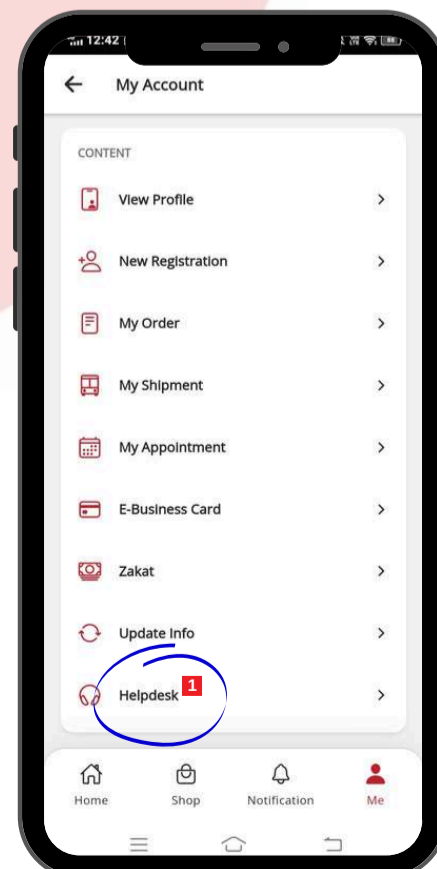 12:42
My Account
CONTENT
View Profile
New Registration
My Order
My Shipment
My Appointment
E-Business Card
Zakat
Update Info
Helpdesk 1
Home Shop Notification Me